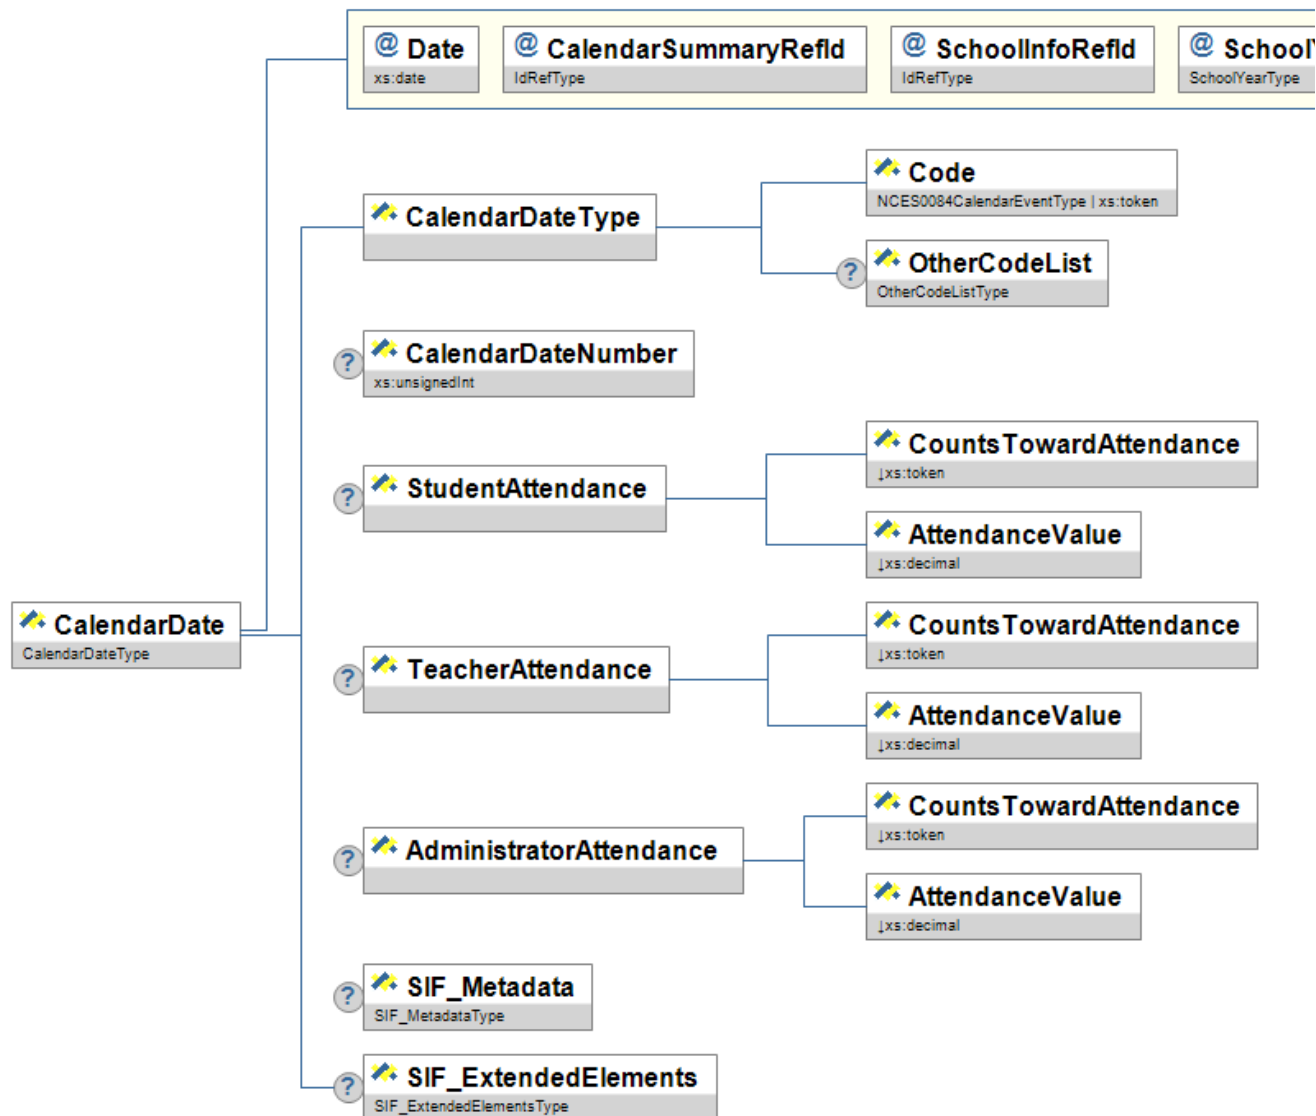 @ Date
xs:date
@ CalendarSummaryRefId
IdRefType
@ SchoolInfoRefId
IdRefType
@ SchoolY
SchoolYearType
Code
NCES0084CalendarEventType | xs:token
CalendarDateType
? OtherCodeList
OtherCodeListType
? CalendarDateNumber
xs:unsignedInt
CountsTowardAttendance
↓xs:token
? StudentAttendance
AttendanceValue
↓xs:decimal
CalendarDate
CalendarDateType
CountsTowardAttendance
↓xs:token
? TeacherAttendance
AttendanceValue
↓xs:decimal
CountsTowardAttendance
↓xs:token
? AdministratorAttendance
AttendanceValue
↓xs:decimal
? SIF_Metadata
SIF_MetadataType
? SIF_ExtendedElements
SIF_ExtendedElementsType